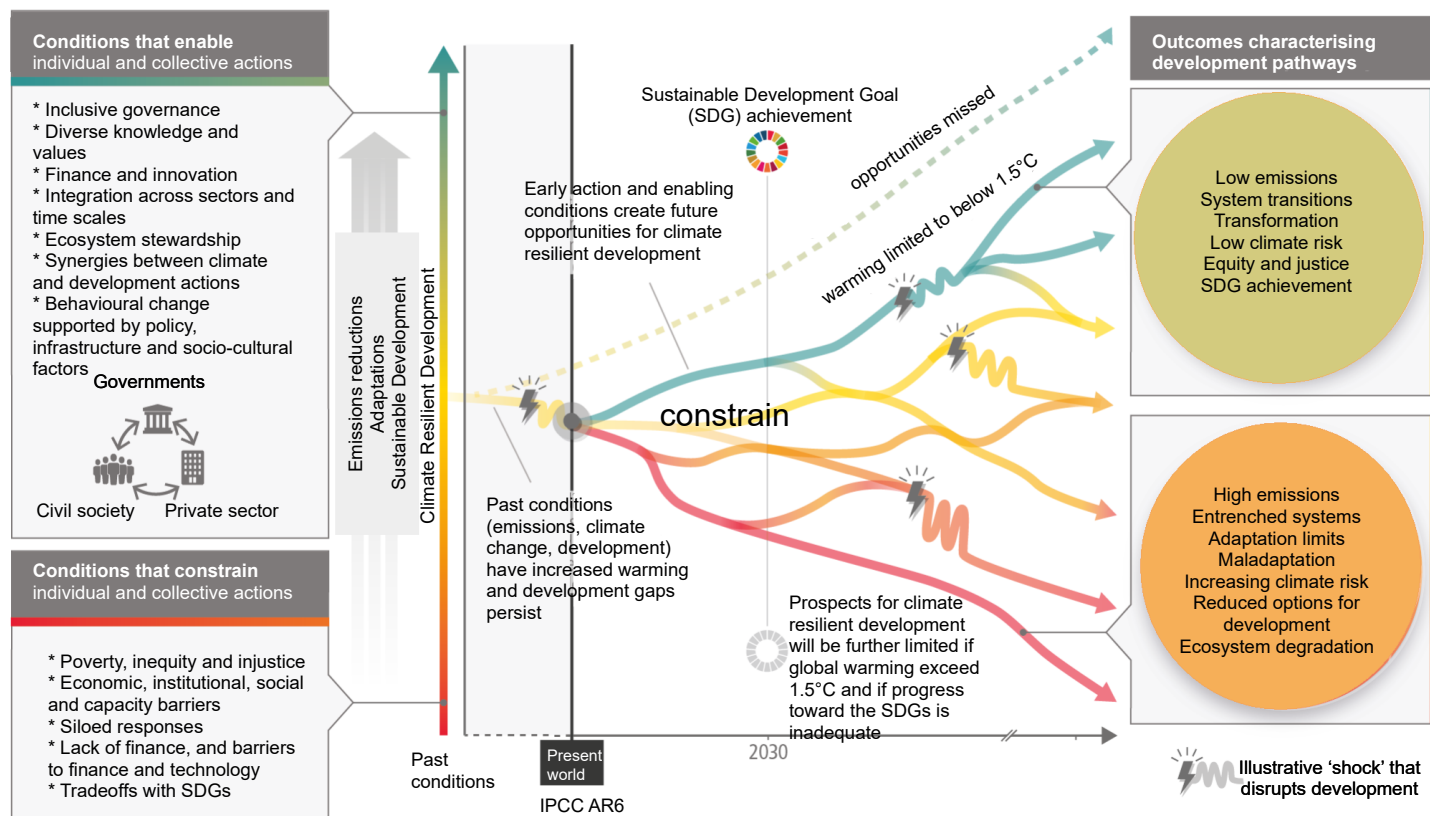 Conditions that enable
individual and collective actions
* Inclusive governance
* Diverse knowledge and
values
* Finance and innovation
* Integration across sectors and
time scales
* Ecosystem stewardship
* Synergies between climate
and development actions
* Behavioural change
supported by policy,
infrastructure and socio-cultural
factors
Governments
Civil society
Private sector
Conditions that constrain
individual and collective actions
* Poverty, inequity and injustice
* Economic, institutional, social
and capacity barriers
* Siloed responses
* Lack of finance, and barriers
to finance and technology
* Tradeoffs with SDGs
Emissions reductions
Adaptations
Sustainable Development
Climate Resilient Development
Sustainable Development Goal
(SDG) achievement
opportunities missed
warming limited to below 1.5°C
Early action and enabling
conditions create future
opportunities for climate
resilient development
constrain
Past conditions
(emissions, climate
change, development)
have increased warming
and development gaps
persist
Prospects for climate
resilient development
will be further limited if
global warming exceed
1.5°C and if progress
toward the SDGs is
inadequate
Past
conditions
Present
world
IPCC AR6
2030
Outcomes characterising
development pathways
Low emissions
System transitions
Transformation
Low climate risk
Equity and justice
SDG achievement
High emissions
Entrenched systems
Adaptation limits
Maladaptation
Increasing climate risk
Reduced options for
development
Ecosystem degradation
Illustrative ‘shock’ that
disrupts development